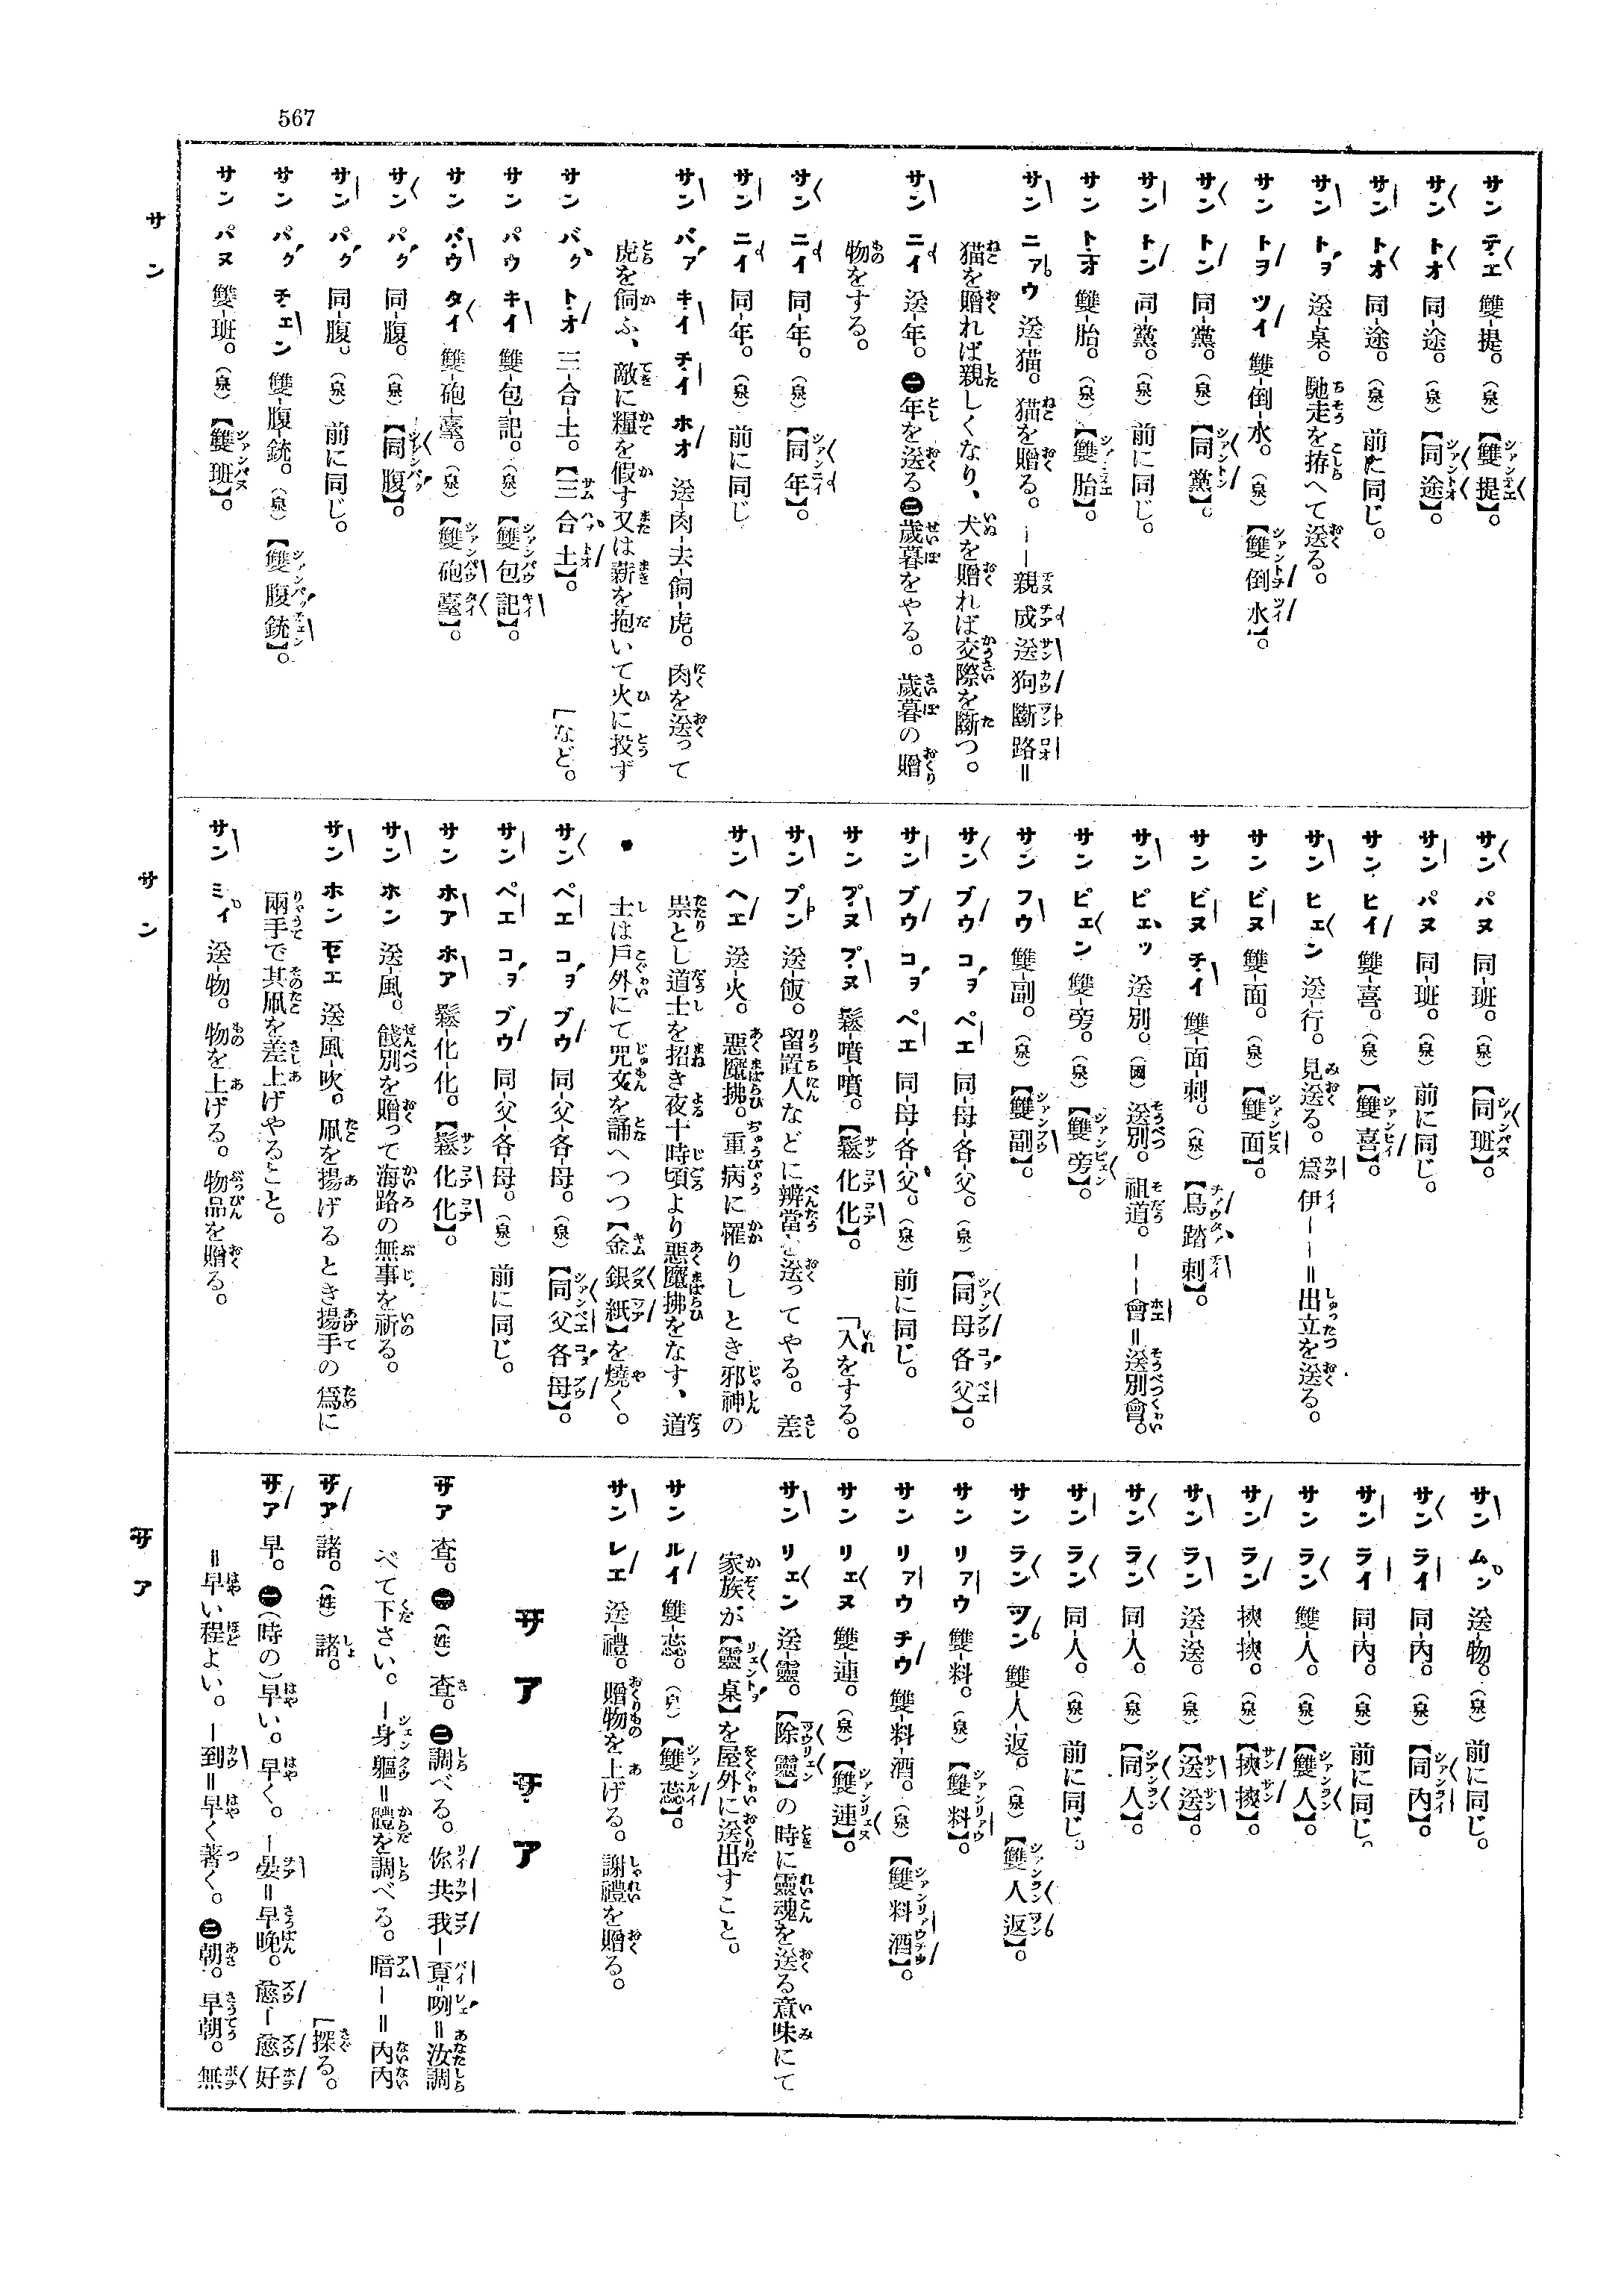 567
サン テエ 雙-提。(泉)【雙提】。
サン トオ 同-途。(泉)【同途】。
サン トオ 同-途。(泉) 前に同じ。
サン トヲ 送-桌。馳走を拵へて送る。
サン トヲ ツイ 雙-倒-水。(泉)【雙倒水】。
サン トン 同-黨。(泉)【同黨】。
サン トン 同-黨。(泉) 前に同じ。
サン ト オ 雙-胎。(泉)【雙胎】。
サン ニァウ 送-猫。猫を贈る。――親成送狗斷路=
猫を贈れば親しくなり、犬を贈れば交際を斷つ。
サン ニイ 送-年。㊀年を送る㊁歲暮をやる。歲暮の贈
物をする。
サン ニイ 同-年。(泉)【同年】。
サン ニイ 同-年。(泉) 前に同じ
サン バァ キイ チイ ホオ 送-肉-去-飼-虎。肉を送って
虎を飼ふ、敵に糧を假す又は薪を抱いて火に投ず
[など。
サン バク トオ 三-合-土。【三合土】。
サン パウ キイ 雙-包-記。(泉)【雙包記】。
サン パウ タイ 雙-砲-臺。(泉)【雙砲臺】。
サン パク 同-腹。(泉)【同腹】。
サン パク 同-腹。(泉) 前に同じ。
サン パク チェン 雙-腹-銃。(泉)【雙腹銃】。
サン パヌ 雙-班。(泉)【雙班】。
サ ン
サン パヌ 同-班。(泉)【同班】。
サン パヌ 同-班。(泉) 前に同じ。
サン ヒイ 雙-喜。(泉)【雙喜】。
サン ヒェン 送-行。見送る。爲伊――=出立を送る。
サン ビヌ 雙-面。(泉)【雙面】。
サン ビヌ チイ 雙-面-刺。(泉)【鳥踏刺】。
サン ピェッ 送-別。(國) 送別。祖道。――會=送別會。
サン ピェン 雙-旁。(泉)【雙旁】。
サン フウ 雙-副。(泉)【雙副】。
サン ブウ コヲ ペエ 同-母-各-父。(泉)【同母各父】。
サン ブウ コヲ ペエ 同-母-各-父。(泉) 前に同じ。
サン プヌ プヌ 鬆-噴-噴。【鬆化化】。
「入をする。
サン プン 送-飯。留置人などに辨當を送ってやる。差
サン ヘエ 送-火。惡魔拂。重病に罹りしとき邪神の
祟とし道士を招き夜十時頃より惡魔拂をなす、道
士は戶外にて咒文を誦へつつ【金銀紙】を燒く。
サン ペエ コヲ ブウ 同-父-各-母。(泉)【同父各母】。
サン ペエ コヲ ブウ 同-父-各-母。(泉) 前に同じ。
サン ホア ホア 鬆-化-化。【鬆化化】。
サン ホン 送-風。餞別を贈って海路の無事を祈る。
サン ホン 送-風-吹。凧を揚げるとき揚手の爲に
兩手で其凧を差上げやること。
サン ミイ 送-物。物を上げる。物品を贈る。
サ ン
サン ムン 送-物。(泉) 前に同じ。
サン ライ 同-內。(泉)【同內】。
サン ライ 同-內。(泉) 前に同じ。
サン ラン 雙-人。(泉)【雙人】。
サン ラン (泉)
サン ラン 送-送。(泉)【送送】。
サン ラン 同-人。(泉)【同人】。
サン ラン 同-人。(泉) 前に同じ。
サン ラン 雙-人-返。(泉)【雙人返】。
サン リァウ 雙-料。(泉)【雙料】。
サン リァウ チウ 雙-料-酒。(泉)【雙料酒】。
サン リェヌ 雙-連。(泉)【雙連】。
サン リェン 送-靈。【除靈】の時に靈魂を送る意味にて
家族が【靈桌】を屋外に送出すこと。
サン ルイ 雙-蕊。【雙蕊】。
サン レエ 送-禮。贈物を上げる。謝禮を贈る。
サ ア サ ア
サア 查。㊀(姓) 查。㊁調べる。你共我―覓咧=汝調
べて下さい。―身軀=體を調べる。暗―=內內
[探る。
サア 諸。(姓) 諸。
サア 早。㊀(時の)早い。早く。―晏=早晚。愈―愈好
=早い程よい。―到=早く著く。㊁朝。早朝。無
サ ア